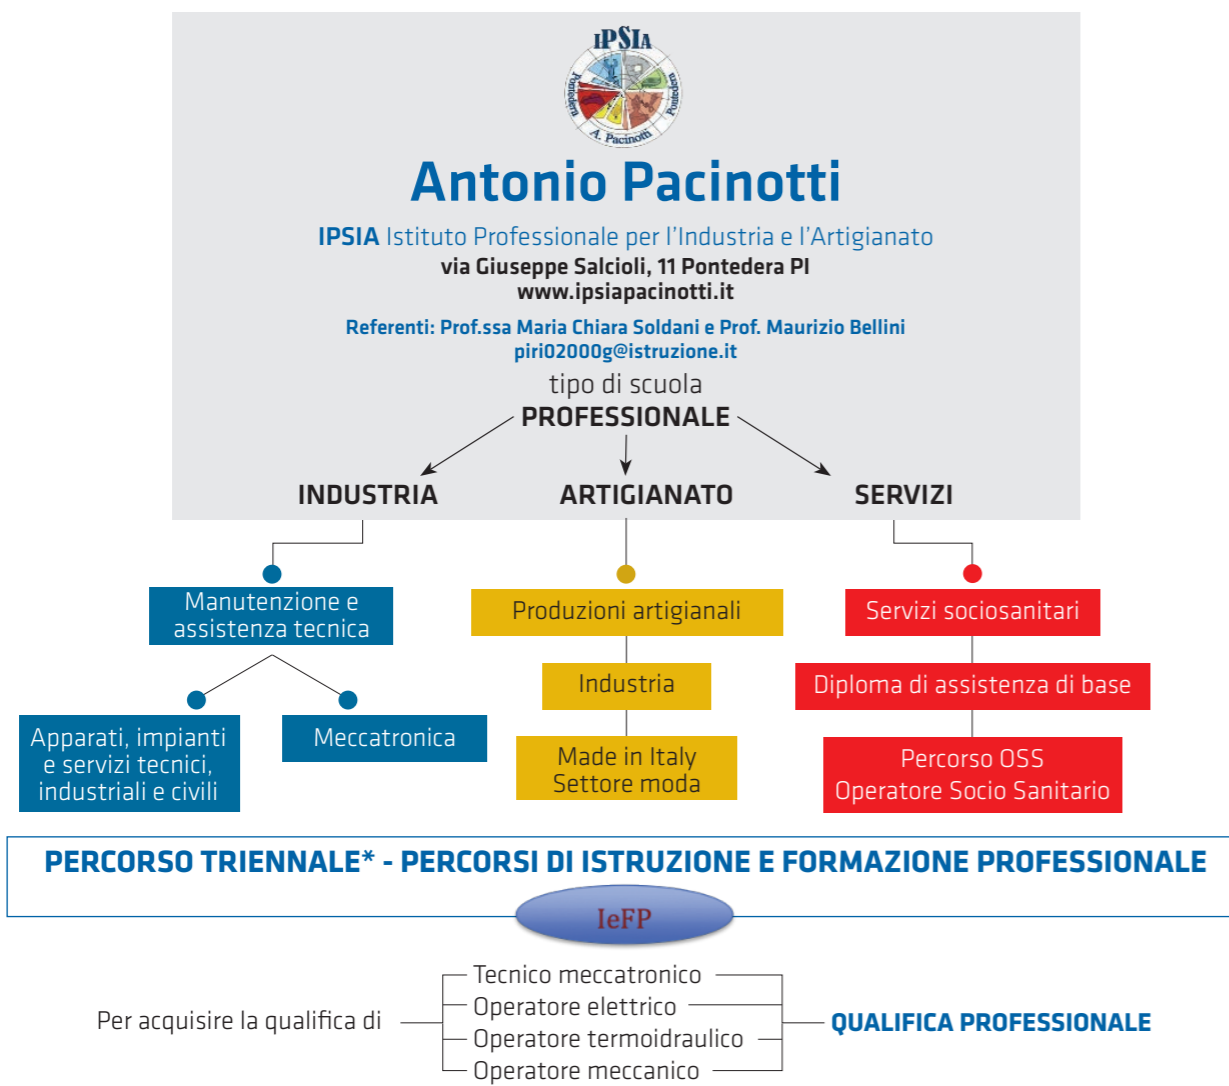 IPSIA
Pontedera
Pontedera
A. Pacinotti
Antonio Pacinotti
IPSIA Istituto Professionale per l'Industria e l'Artigianato
via Giuseppe Salcioli, 11 Pontedera PI
www.ipsiapacinotti.it
Referenti: Prof.ssa Maria Chiara Soldani e Prof. Maurizio Bellini
piri02000g@istruzione.it
tipo di scuola
PROFESSIONALE
INDUSTRIA
ARTIGIANATO
SERVIZI
Manutenzione e
assistenza tecnica
Produzioni artigianali
Servizi sociosanitari
Industria
Diploma di assistenza di base
Apparati, impianti
e servizi tecnici,
industriali e civili
Meccatronica
Made in Italy
Settore moda
Percorso OSS
Operatore Socio Sanitario
PERCORSO TRIENNALE* - PERCORSI DI ISTRUZIONE E FORMAZIONE PROFESSIONALE
IeFP
Per acquisire la qualifica di
Tecnico meccatronico
Operatore elettrico
Operatore termoidraulico
Operatore meccanico
QUALIFICA PROFESSIONALE